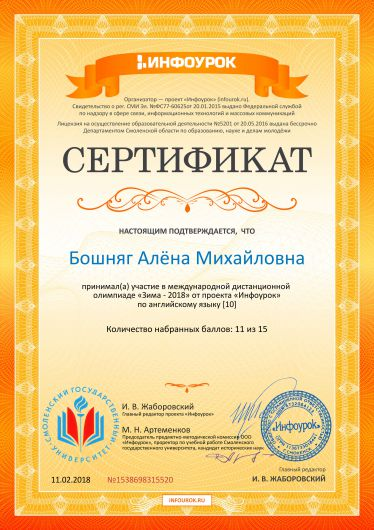 ИНФОУРОК
Организатор — проект «Инфоурок» (infourok.ru).
Свидетельство о рег. СМИ Эл. №ФС77-60625от 20.01.2015 выдано Федеральной службой
по надзору в сфере связи, информационных технологий и массовых коммуникаций
Лицензия на осуществление образовательной деятельности №5201 от 20.05.2016 выдана бессрочно
Департаментом Смоленской области по образованию, науке и делам молодёжи
СЕРТИФИКАТ
НАСТОЯЩИМ ПОДТВЕРЖДАЕТСЯ, ЧТО
Бошняг Алёна Михайловна
принимал(а) участие в международной дистанционной
олимпиаде «Зима - 2018» от проекта «Инфоурок»
по английскому языку [10]
Количество набранных баллов: 11 из 15
СМОЛЕНСКИЙ ГОСУДАРСТВЕННЫЙ УНИВЕРСИТЕТ
И. В. Жаборовский
Главный редактор проекта «Инфоурок»
М. Н. Артеменков
Председатель предметно-методической комиссии ООО
«Инфоурок», проректор по учебной работе Смоленского
государственного университета, кандидат исторических наук
«Инфоурок»
Главный редактор
И. В. ЖАБОРОВСКИЙ
11.02.2018
№1538698315520
INFOUROK.RU